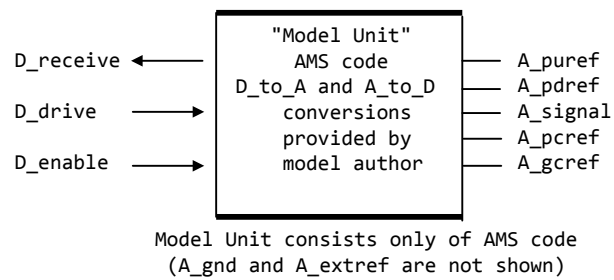 "Model Unit"
D_receive AMS code A_puref
D_to_A and A_to_D A_pdref
D_drive conversions A_signal
provided by A_pcref
D_enable model author A_gcref
Model Unit consists only of AMS code
(A_gnd and A_extref are not shown)